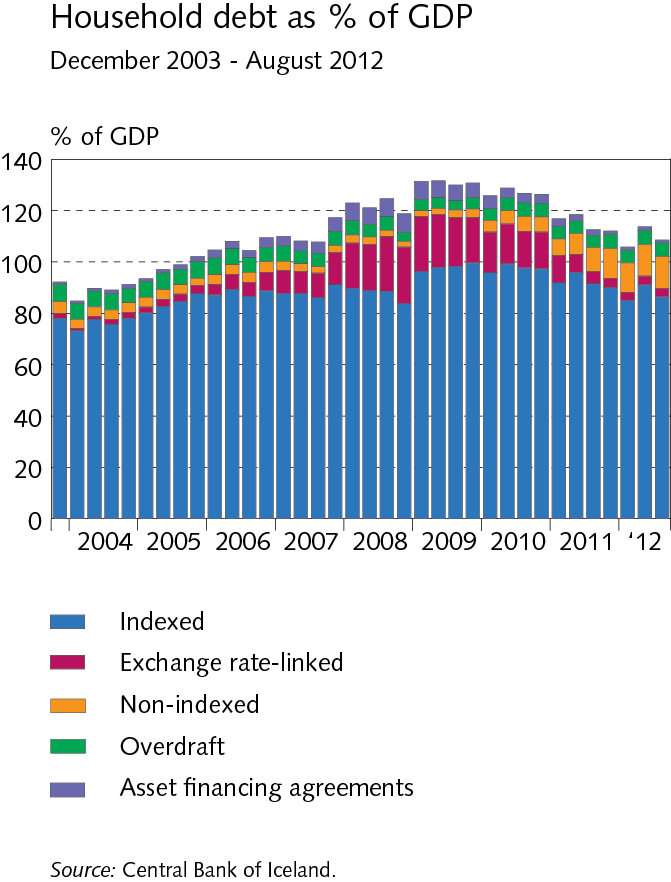 Household debt as % of GDP
December 2003 - August 2012
% of GDP
140
120
100
80
60
40
20
0
2004 2005 2006 2007 2008 2009 2010 2011 ‘12
Indexed
Exchange rate-linked
Non-indexed
Overdraft
Asset financing agreements
Source: Central Bank of Iceland.